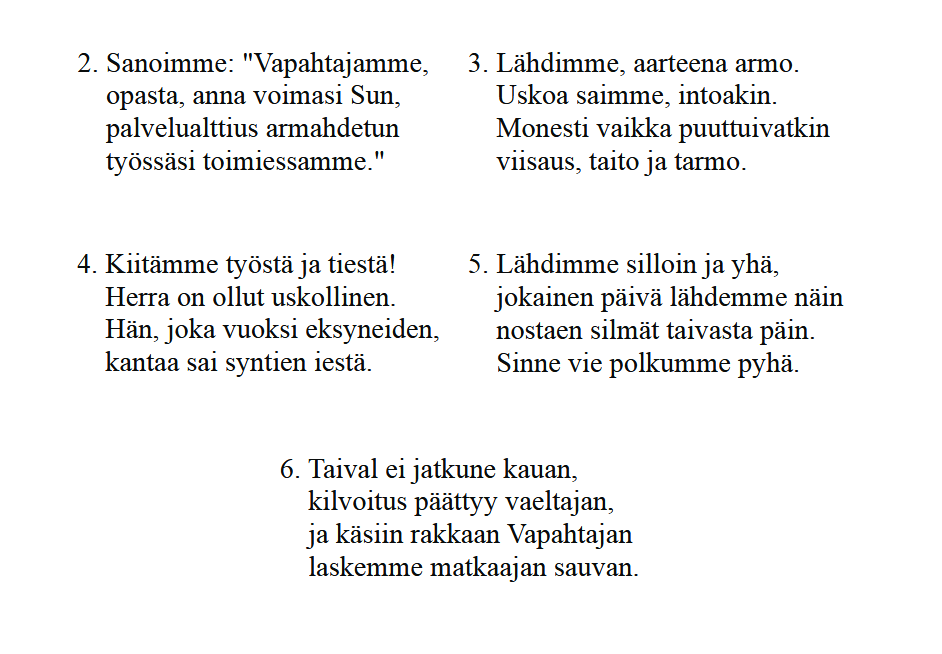 2. Sanoimme: "Vapahtajamme,
opasta, anna voimasi Sun,
palvelualttius armahdetun
työssäsi toimiessamme."
3. Lähdimme, aarteena armo.
Uskoa saimme, intoakin.
Monesti vaikka puuttuivatkin
viisaus, taito ja tarmo.
4. Kiitämme työstä ja tiestä!
Herra on ollut uskollinen.
Hän, joka vuoksi eksyneiden,
kantaa sai syntien iestä.
5. Lähdimme silloin ja yhä,
jokainen päivä lähdemme näin
nostaen silmät taivasta päin.
Sinne vie polkumme pyhä.
6. Taival ei jatkune kauan,
kilvoitus päättyy vaeltajan,
ja käsiin rakkaan Vapahtajan
laskemme matkaajan sauvan.